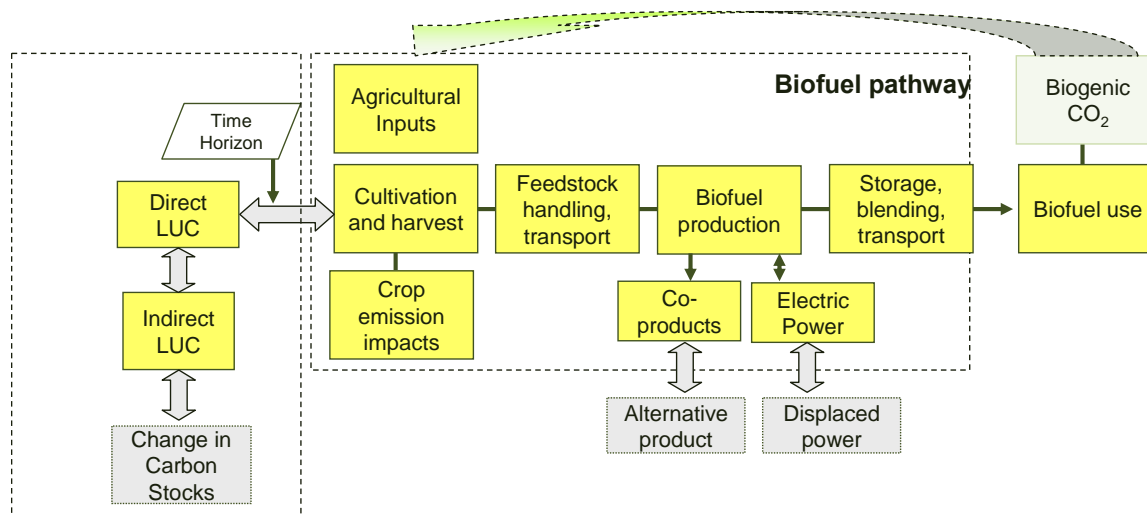 Biofuel pathway
Agricultural
Inputs
Biogenic
CO₂
Time
Horizon
Direct
LUC
Cultivation
and harvest
Feedstock
handling,
transport
Biofuel
production
Storage,
blending,
transport
Biofuel use
Indirect
LUC
Crop
emission
impacts
Co-
products
Electric
Power
Change in
Carbon
Stocks
Alternative
product
Displaced
power